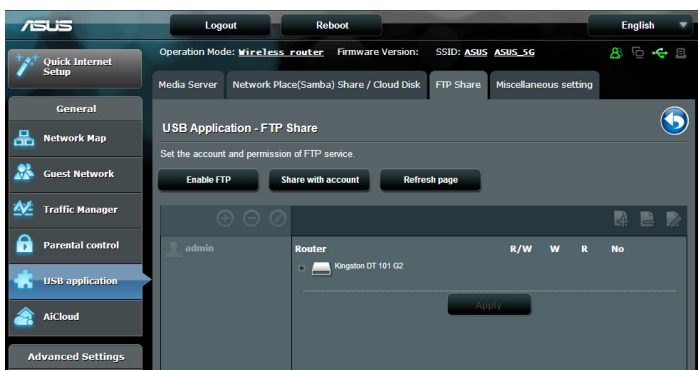 ASUS
Logout Reboot English
Quick Internet Setup
Operation Mode: Wireless router Firmware Version: SSID: ASUS ASUS_5G
Media Server Network Place(Samba) Share / Cloud Disk FTP Share Miscellaneous setting
General
Network Map
Guest Network
Traffic Manager
Parental control
USB application
AiCloud
Advanced Settings
USB Application - FTP Share
Set the account and permission of FTP service.
Enable FTP Share with account Refresh page
admin
Router R/W W R No
Kingston DT 101 G2
Apply